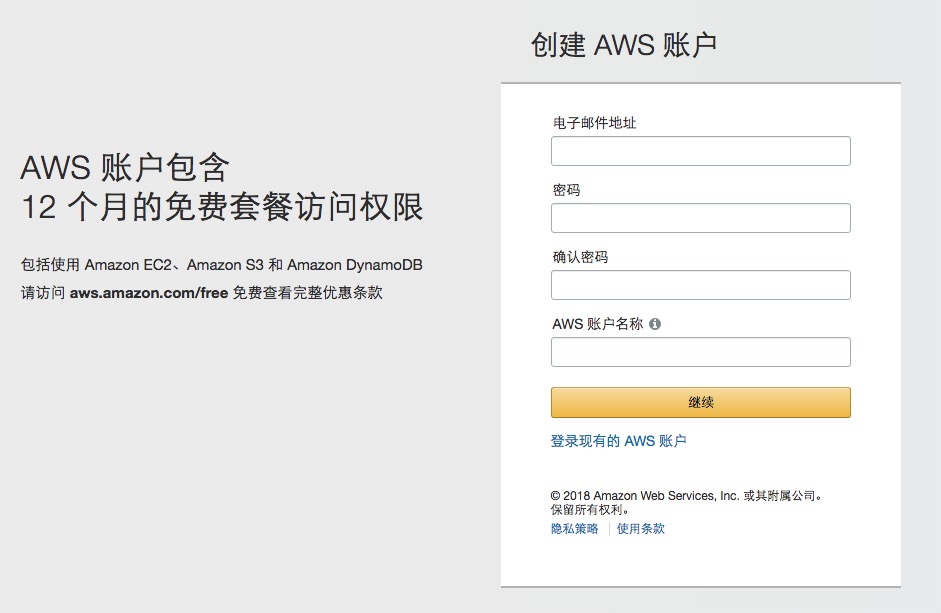 创建 AWS 账户
AWS 账户包含
12 个月的免费套餐访问权限
包括使用 Amazon EC2、Amazon S3 和 Amazon DynamoDB
请访问 aws.amazon.com/free 免费查看完整优惠条款
电子邮件地址
密码
确认密码
AWS 账户名称
继续
登录现有的 AWS 账户
© 2018 Amazon Web Services, Inc. 或其附属公司。
保留所有权利。
隐私策略 | 使用条款